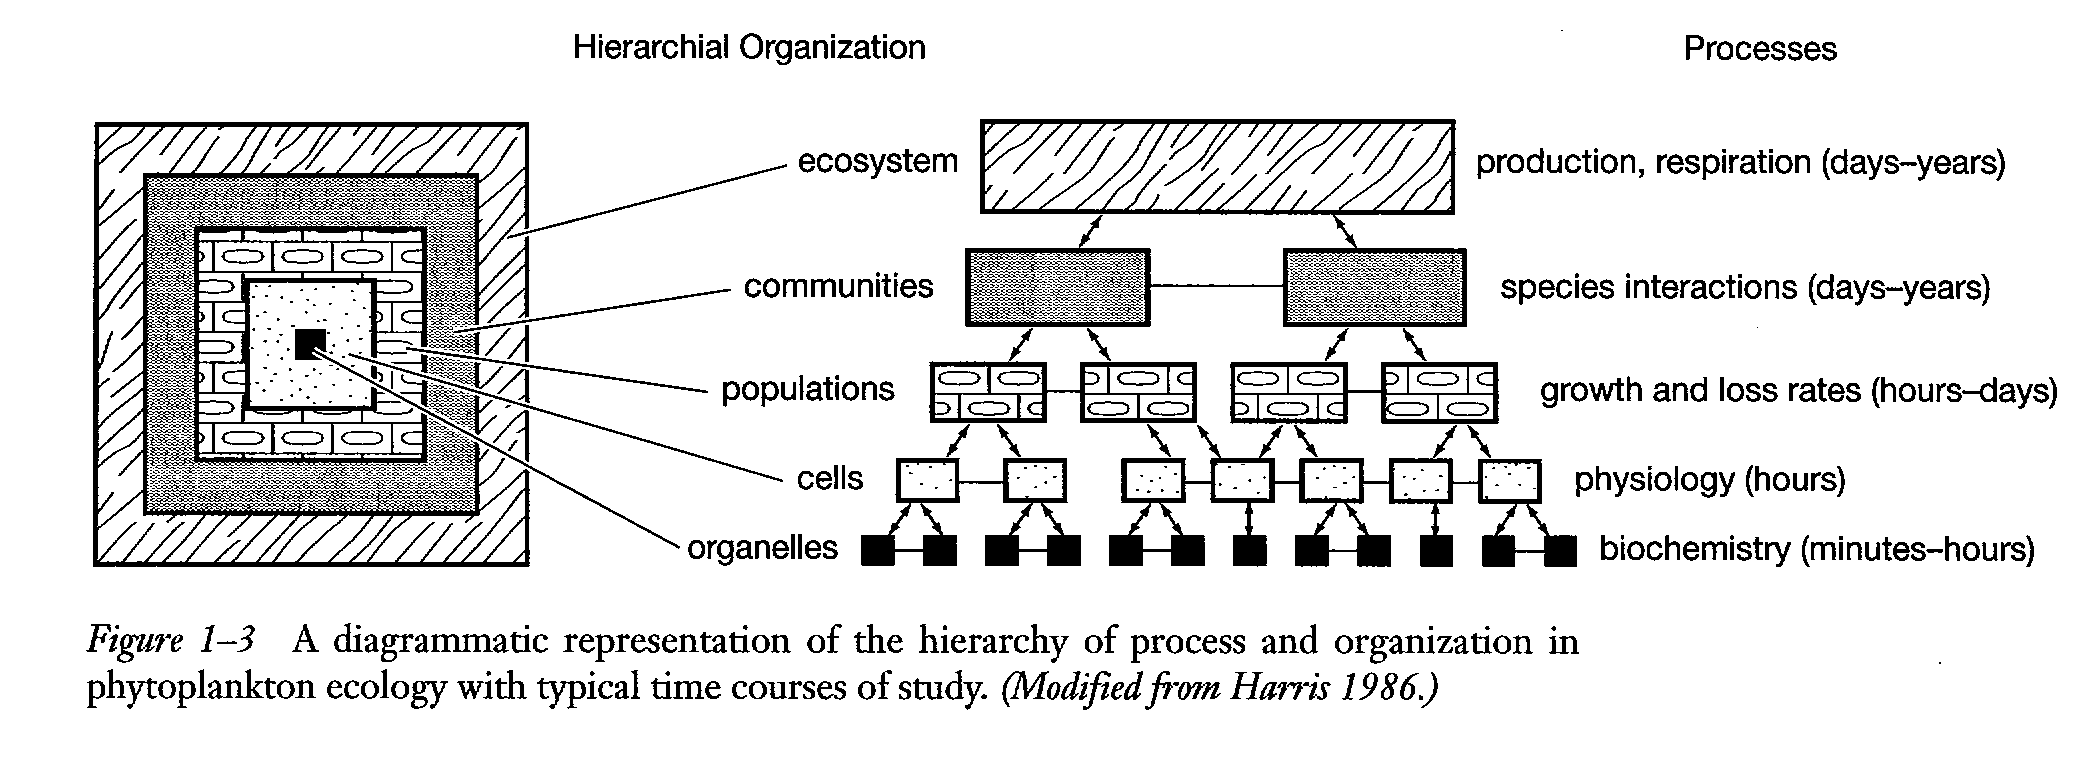 Hierarchial Organization Processes
ecosystem production, respiration (days–years)
communities species interactions (days–years)
populations growth and loss rates (hours–days)
cells physiology (hours)
organelles biochemistry (minutes–hours)
Figure 1–3 A diagrammatic representation of the hierarchy of process and organization in
phytoplankton ecology with typical time courses of study. (Modified from Harris 1986.)